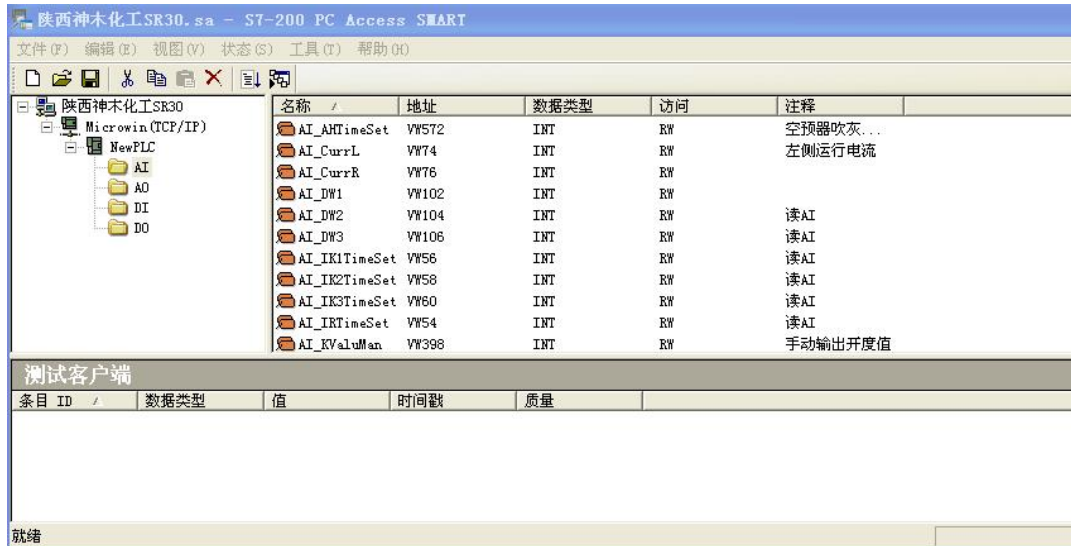 陕西神木化工SR30.sa - S7-200 PC Access SMART
文件(F) 编辑(E) 视图(V) 状态(S) 工具(T) 帮助(H)
陕西神木化工SR30
Microwin(TCP/IP)
NewPLC
AI
AO
DI
DO
名称 地址 数据类型 访问 注释
AI_AHTimeSet VW572 INT RW 空预器吹灰...
AI_CurrL VW74 INT RW 左侧运行电流
AI_CurrR VW76 INT RW
AI_DW1 VW102 INT RW
AI_DW2 VW104 INT RW 读AI
AI_DW3 VW106 INT RW 读AI
AI_IK1TimeSet VW56 INT RW 读AI
AI_IK2TimeSet VW58 INT RW 读AI
AI_IK3TimeSet VW60 INT RW 读AI
AI_IRTimeSet VW54 INT RW 读AI
AI_KValuMan VW398 INT RW 手动输出开度值
测试客户端
条目 ID 数据类型 值 时间戳 质量
就绪